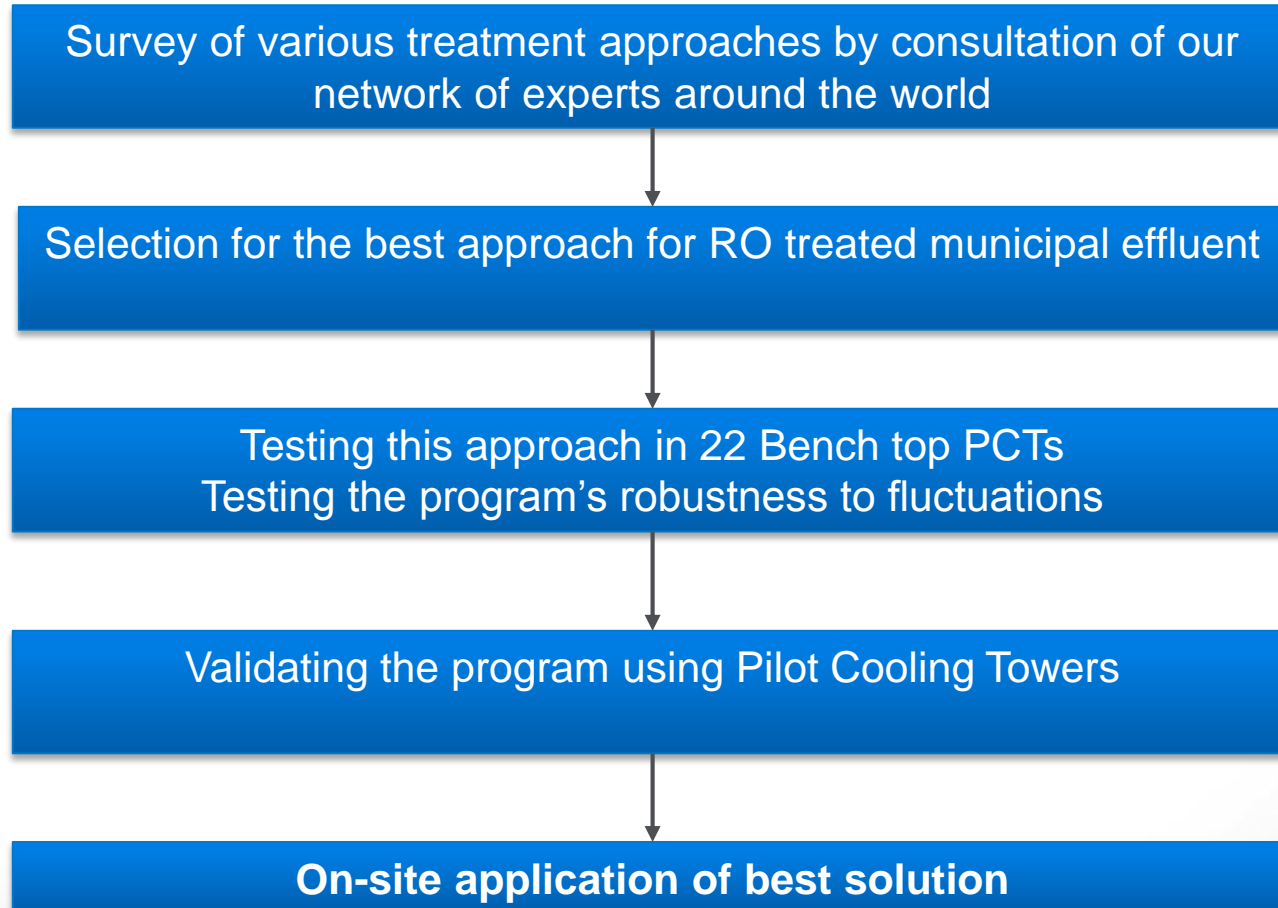 Survey of various treatment approaches by consultation of our
network of experts around the world
Selection for the best approach for RO treated municipal effluent
Testing this approach in 22 Bench top PCTs
Testing the program’s robustness to fluctuations
Validating the program using Pilot Cooling Towers
On-site application of best solution